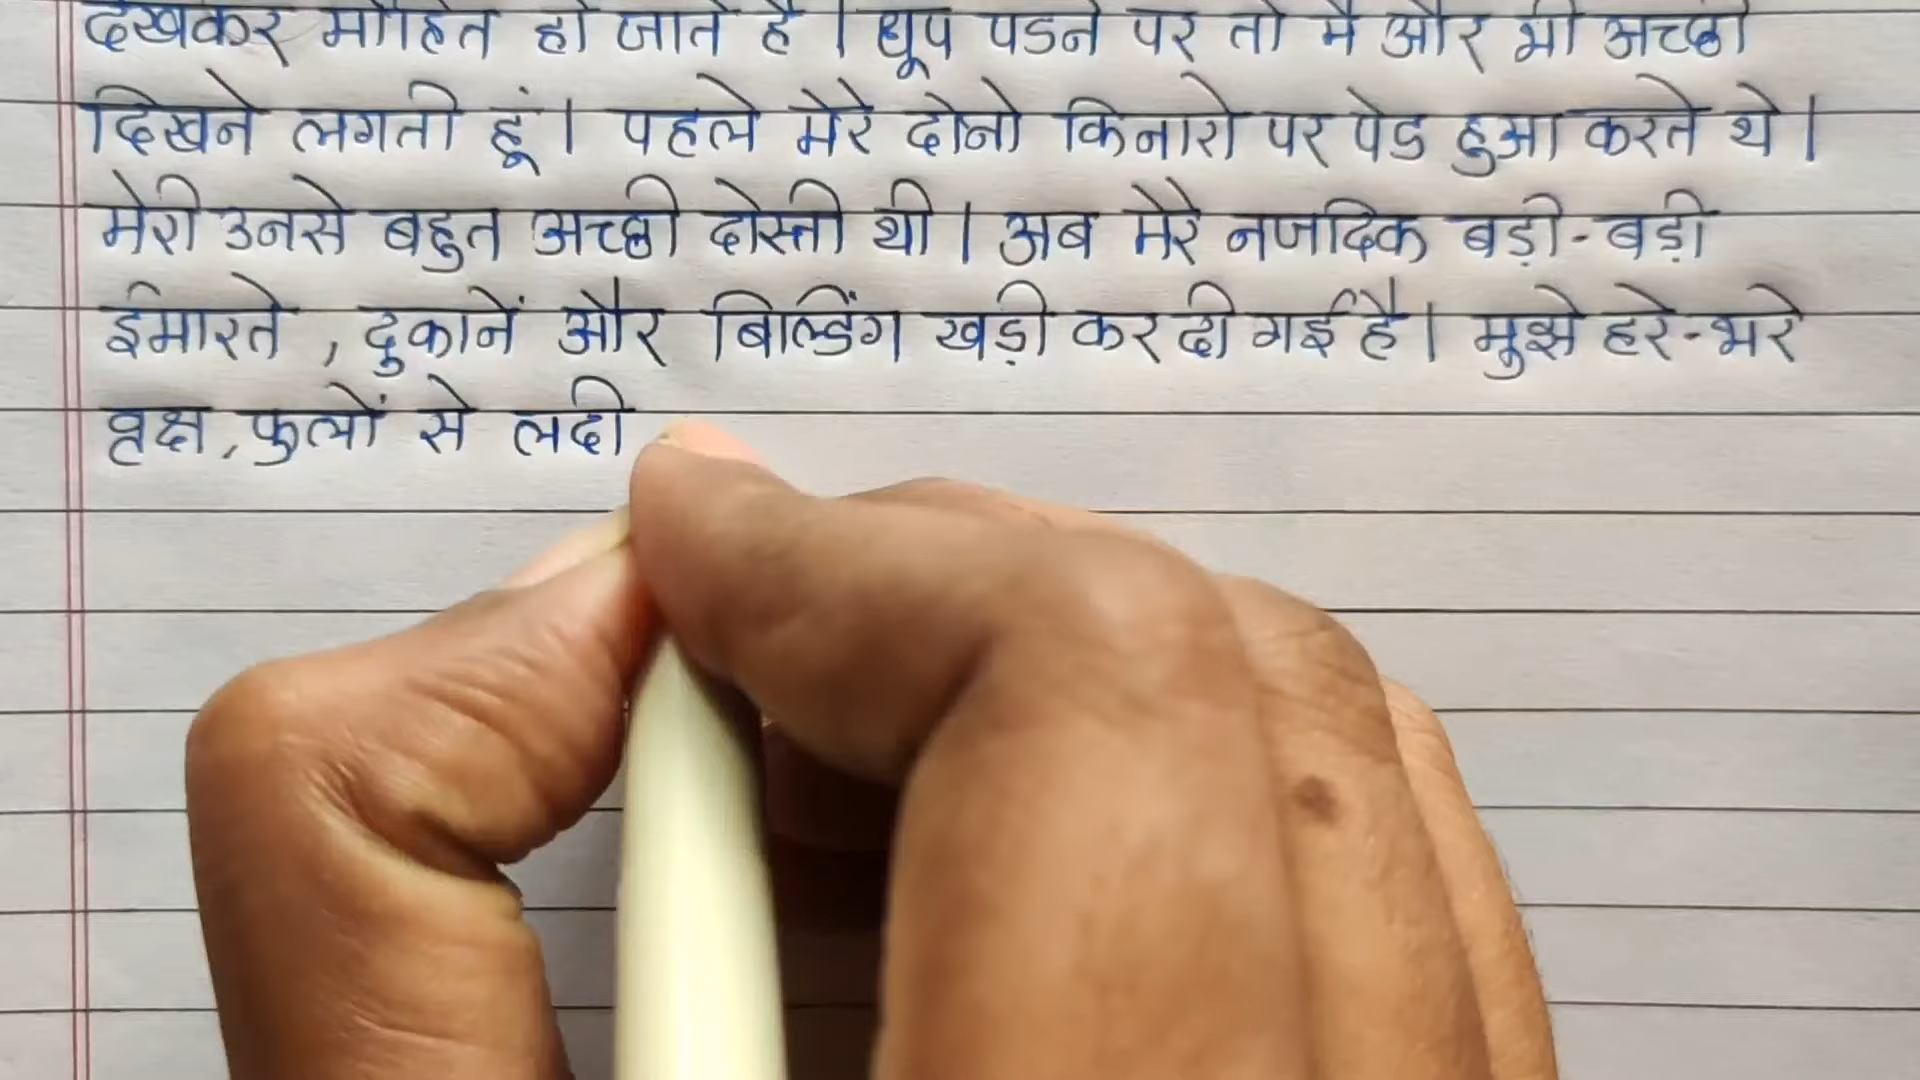 देखकर मोहित हो जाते है । धूप पडने पर तो मै और भी अच्छी
दिखने लगती हूं । पहले मेरे दोनो किनारो पर पेड हुआ करते थे ।
मेरी उनसे बहुत अच्छी दोस्ती थी । अब मेरे नजदिक बड़ी-बड़ी
ईमारते , दुकानें और बिल्डिंग खड़ी कर दी गई है । मुझे हरे-भरे
वृक्ष , फुलों से लदी